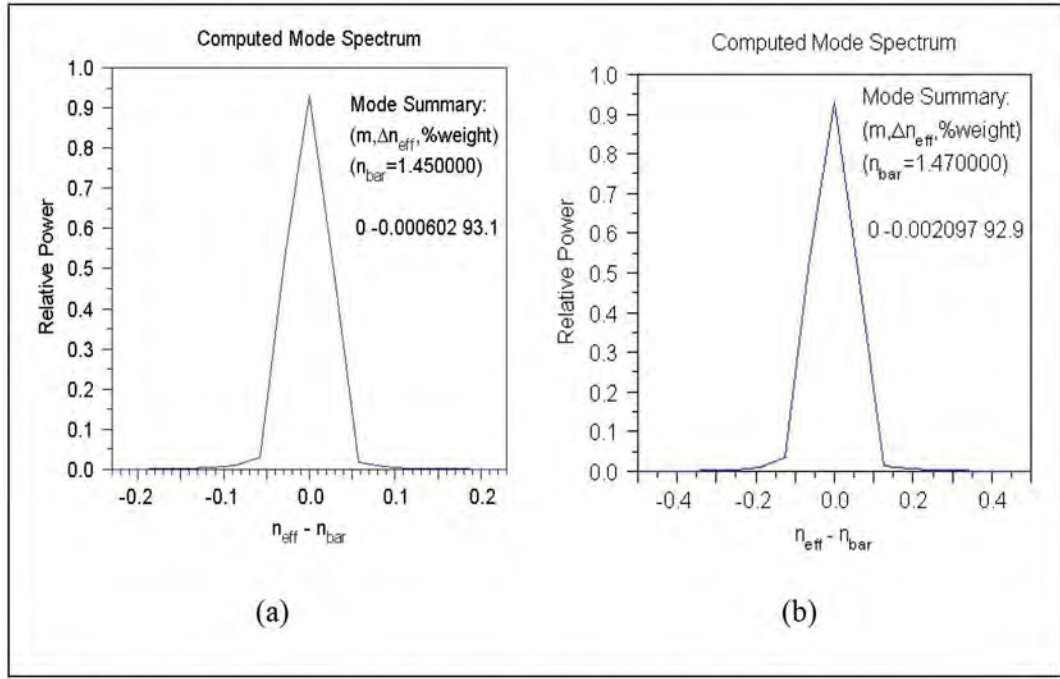 Computed Mode Spectrum
1.0
0.9
0.8
0.7
0.6
0.5
0.4
0.3
0.2
0.1
0.0
Relative Power
Mode Summary:
(m,Δn_eff,%weight)
(n_bar=1.450000)
0 -0.000602 93.1
-0.2 -0.1 0.0 0.1 0.2
n_eff - n_bar
(a)
Computed Mode Spectrum
1.0
0.9
0.8
0.7
0.6
0.5
0.4
0.3
0.2
0.1
0.0
Relative Power
Mode Summary:
(m,Δn_eff,%weight)
(n_bar=1.470000)
0 -0.002097 92.9
-0.4 -0.2 0.0 0.2 0.4
n_eff - n_bar
(b)